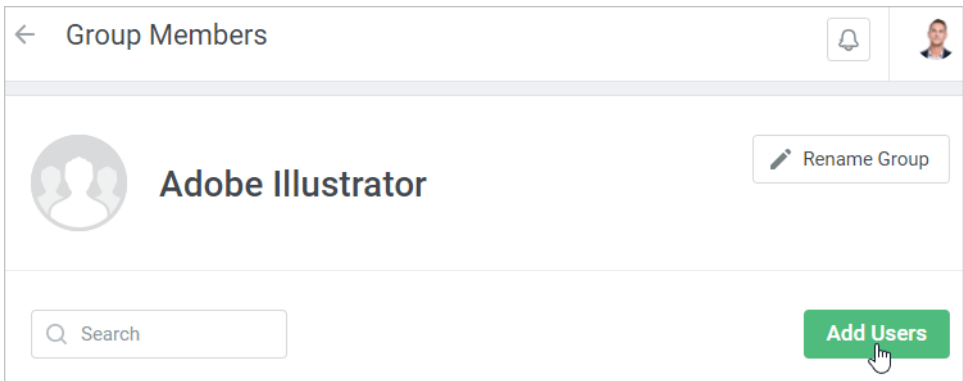 Group Members
Adobe Illustrator
Rename Group
Search
Add Users